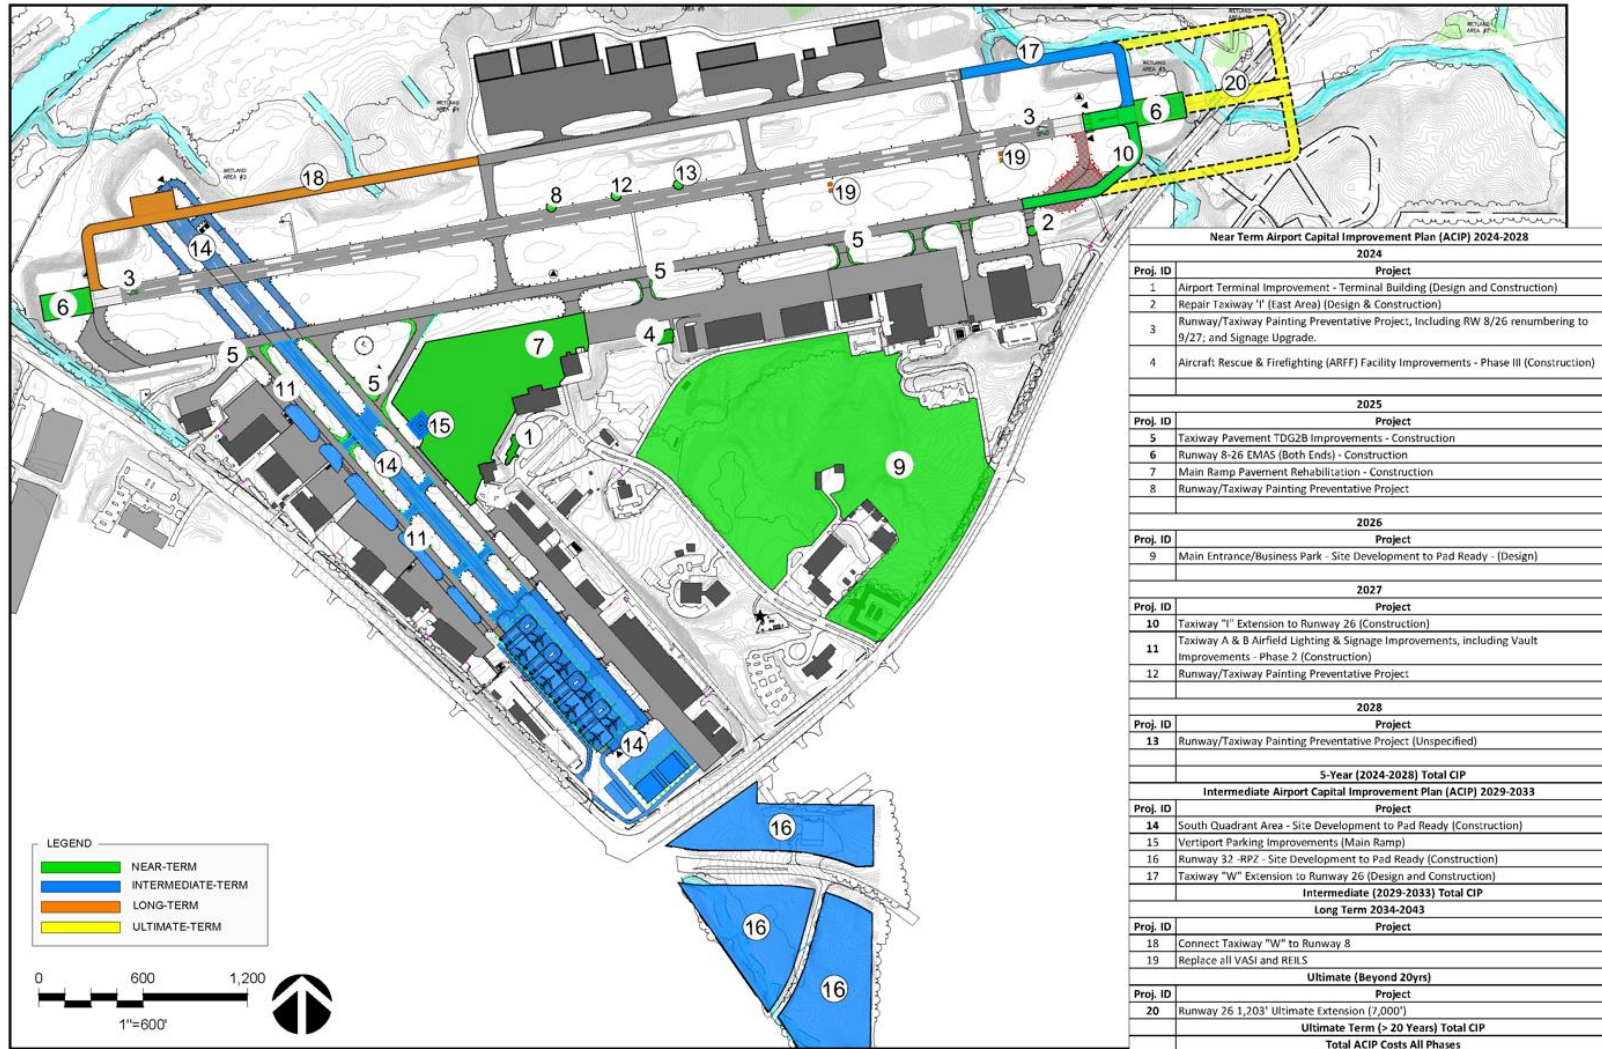 WETLAND
AREA #7
WETLAND
AREA #4
WETLAND
AREA #3
17
20
6
3
10
19
13
12
8
19
18
14
2
5
5
3
6
4
7
5
5
11
15
1
9
14
11
14
16
16
16
LEGEND
NEAR-TERM
INTERMEDIATE-TERM
LONG-TERM
ULTIMATE-TERM
0 600 1,200
1"=600'
Near Term Airport Capital Improvement Plan (ACIP) 2024-2028
2024
Proj. ID Project
1 Airport Terminal Improvement - Terminal Building (Design and Construction)
2 Repair Taxiway 'I' (East Area) (Design & Construction)
3 Runway/Taxiway Painting Preventative Project, Including RW 8/26 renumbering to
9/27; and Signage Upgrade.
4 Aircraft Rescue & Firefighting (ARFF) Facility Improvements - Phase III (Construction)
2025
Proj. ID Project
5 Taxiway Pavement TDG2B Improvements - Construction
6 Runway 8-26 EMAS (Both Ends) - Construction
7 Main Ramp Pavement Rehabilitation - Construction
8 Runway/Taxiway Painting Preventative Project
2026
Proj. ID Project
9 Main Entrance/Business Park - Site Development to Pad Ready - (Design)
2027
Proj. ID Project
10 Taxiway "I" Extension to Runway 26 (Construction)
11 Taxiway A & B Airfield Lighting & Signage Improvements, including Vault
Improvements - Phase 2 (Construction)
12 Runway/Taxiway Painting Preventative Project
2028
Proj. ID Project
13 Runway/Taxiway Painting Preventative Project (Unspecified)
5-Year (2024-2028) Total CIP
Intermediate Airport Capital Improvement Plan (ACIP) 2029-2033
Proj. ID Project
14 South Quadrant Area - Site Development to Pad Ready (Construction)
15 Vertiport Parking Improvements (Main Ramp)
16 Runway 32 -RPZ - Site Development to Pad Ready (Construction)
17 Taxiway "W" Extension to Runway 26 (Design and Construction)
Intermediate (2029-2033) Total CIP
Long Term 2034-2043
Proj. ID Project
18 Connect Taxiway "W" to Runway 8
19 Replace all VASI and REILS
Ultimate (Beyond 20yrs)
Proj. ID Project
20 Runway 26 1,203' Ultimate Extension (7,000')
Ultimate Term (> 20 Years) Total CIP
Total ACIP Costs All Phases